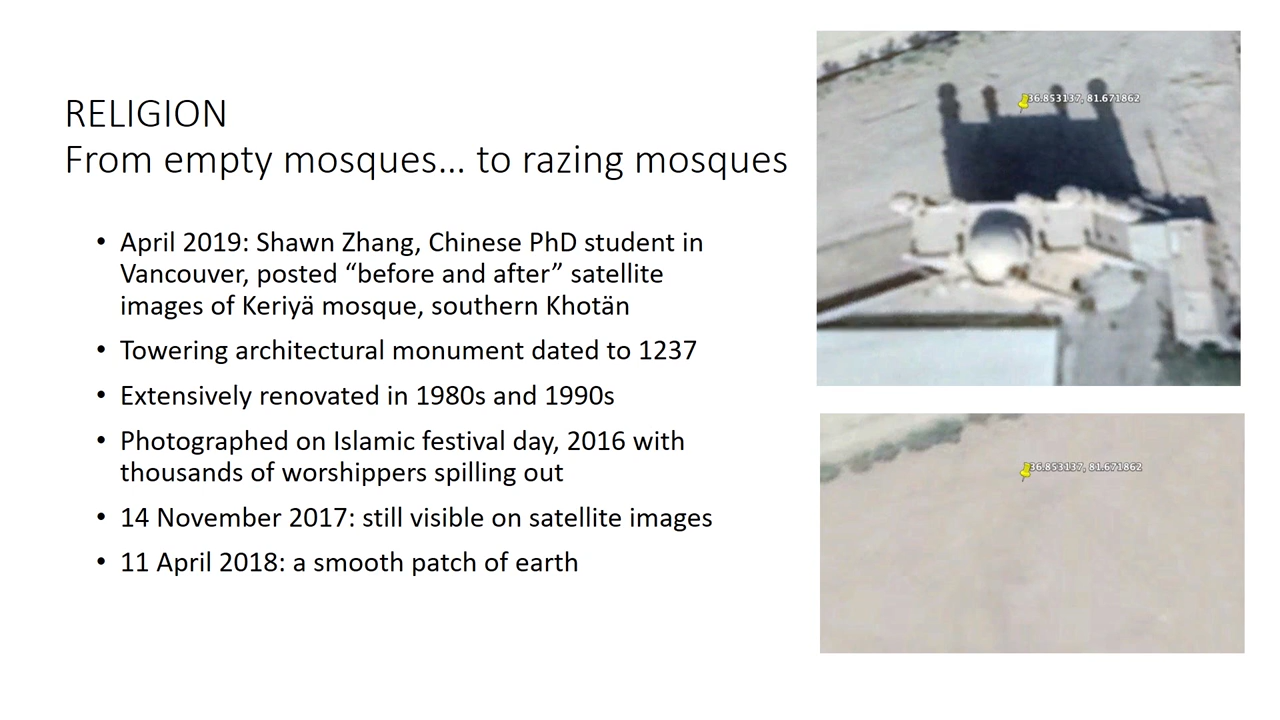 RELIGION
From empty mosques... to razing mosques
• April 2019: Shawn Zhang, Chinese PhD student in
Vancouver, posted “before and after” satellite
images of Keriyä mosque, southern Khotän
• Towering architectural monument dated to 1237
• Extensively renovated in 1980s and 1990s
• Photographed on Islamic festival day, 2016 with
thousands of worshippers spilling out
• 14 November 2017: still visible on satellite images
• 11 April 2018: a smooth patch of earth
36.853137, 81.671862
36.853137, 81.671862